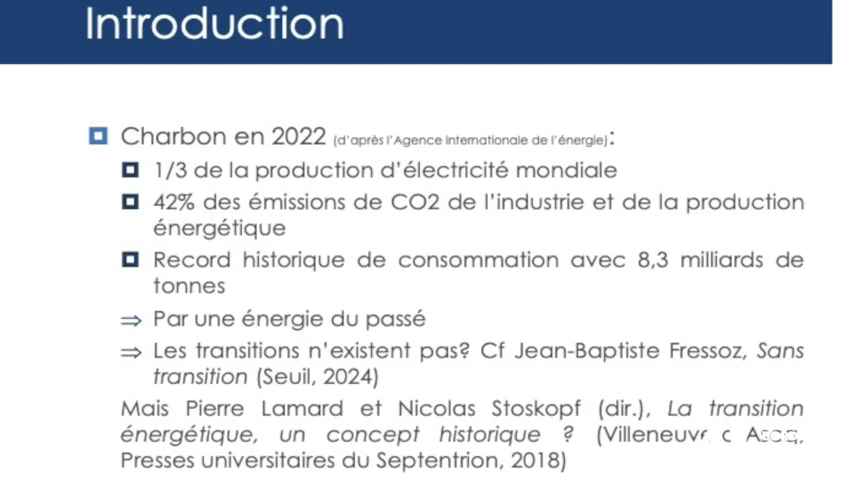 Introduction
Charbon en 2022 (d'après l'Agence internationale de l'énergie):
1/3 de la production d'électricité mondiale
42% des émissions de CO2 de l'industrie et de la production
énergétique
Record historique de consommation avec 8,3 milliards de
tonnes
⇒ Par une énergie du passé
⇒ Les transitions n'existent pas? Cf Jean-Baptiste Fressoz, Sans
transition (Seuil, 2024)
Mais Pierre Lamard et Nicolas Stoskopf (dir.), La transition
énergétique, un concept historique ? (Villeneuve
Presses universitaires du Septentrion, 2018)